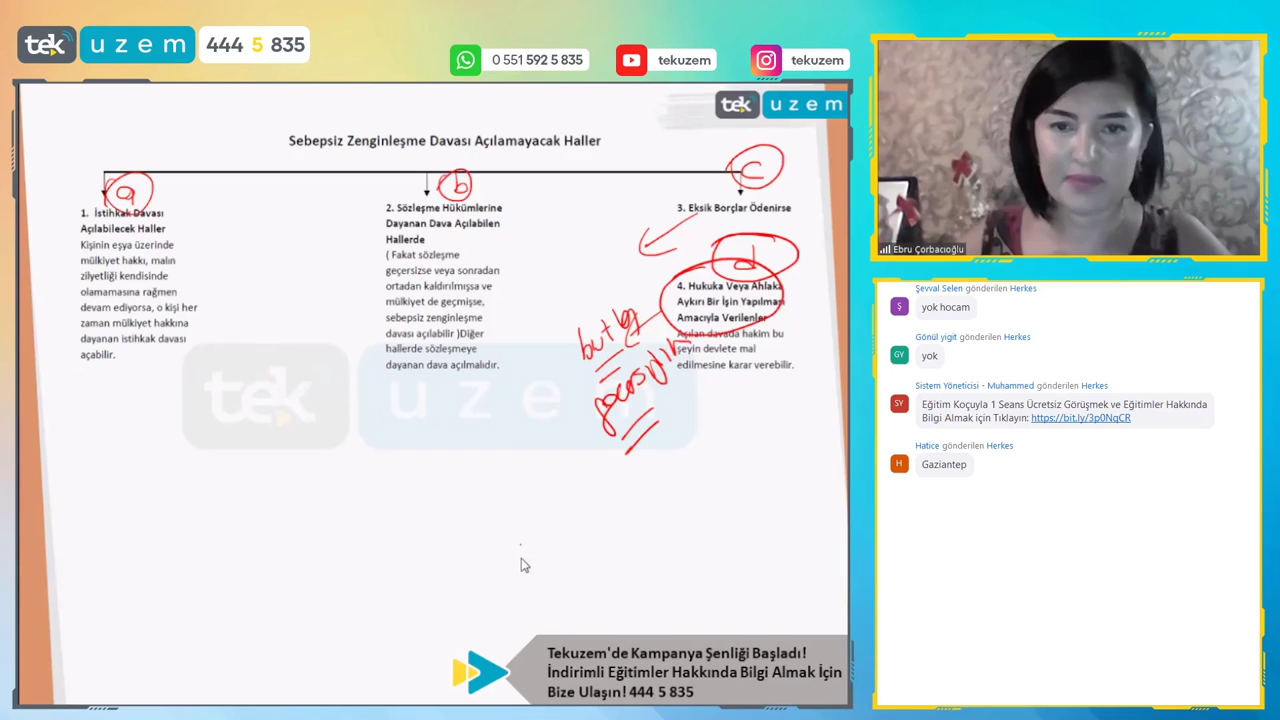 tek uzem 444 5 835
0 551 592 5 835
tekuzem
tekuzem
tek uzem
Sebepsiz Zenginleşme Davası Açılamayacak Haller
a
b
c
1. İstihkak Davası
Açılabilecek Haller
Kişinin eşya üzerinde
mülkiyet hakkı, malın
zilyetliği kendisinde
olamamasına rağmen
devam ediyorsa, o kişi her
zaman mülkiyet hakkına
dayanan istihkak davası
açabilir.
2. Sözleşme Hükümlerine
Dayanan Dava Açılabilen
Hallerde
( Fakat sözleşme
geçersizse veya sonradan
ortadan kaldırılmışsa ve
mülkiyet de geçmişse,
sebepsiz zenginleşme
davası açılabilir )Diğer
hallerde sözleşmeye
dayanan dava açılmalıdır.
3. Eksik Borçlar Ödenirse
d
4. Hukuka Veya Ahlaka
Aykırı Bir İşin Yapılması
Amacıyla Verilenler
Açılan davada hakim bu
şeyin devlete mal
edilmesine karar verebilir.
tek uzem
Tekuzem'de Kampanya Şenliği Başladı!
İndirimli Eğitimler Hakkında Bilgi Almak İçin
Bize Ulaşın! 444 5 835
Ebru Çorbacıoğlu
Şevval Selen gönderilen Herkes
Ş
yok hocam
Gönül yigit gönderilen Herkes
GY
yok
Sistem Yöneticisi - Muhammed gönderilen Herkes
SY
Eğitim Koçuyla 1 Seans Ücretsiz Görüşmek ve Eğitimler Hakkında
Bilgi Almak için Tıklayın: https://bit.ly/3p0NqCR
Hatice gönderilen Herkes
H
Gaziantep